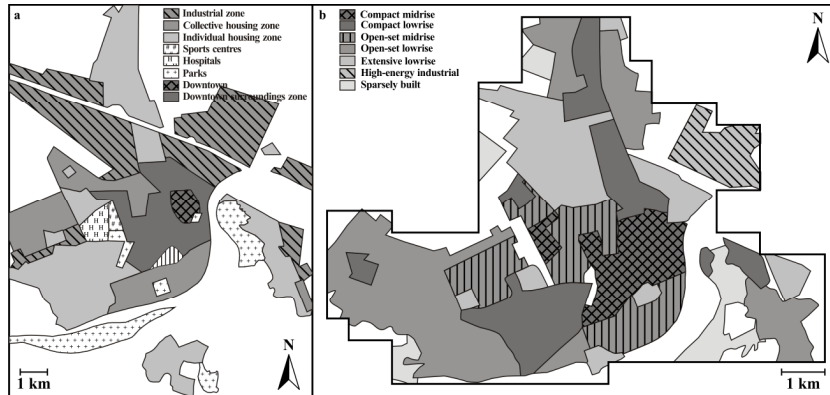 a
Industrial zone
Collective housing zone
Individual housing zone
Sports centres
Hospitals
Parks
Downtown
Downtown surroundings zone
H H
H H H
H H
N
1 km
b
Compact midrise
Compact lowrise
Open-set midrise
Open-set lowrise
Extensive lowrise
High-energy industrial
Sparsely built
N
1 km